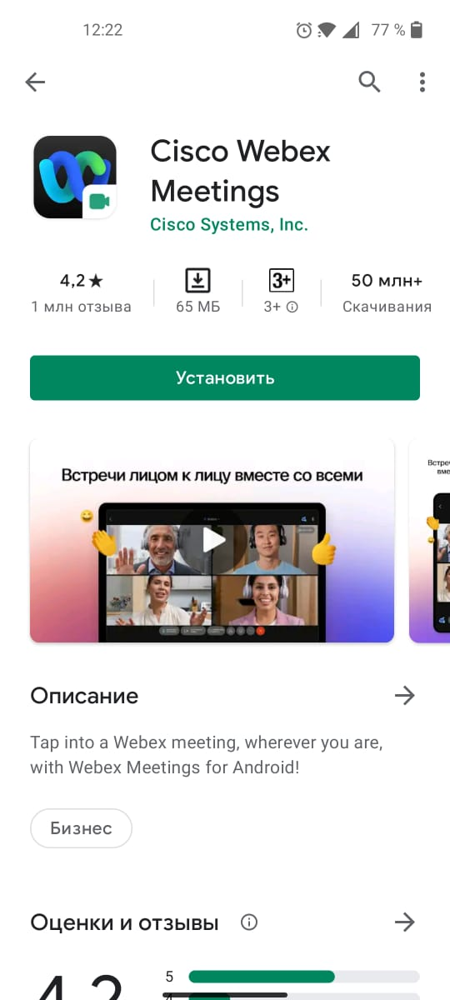 12:22
77 %
Cisco Webex
Meetings
Cisco Systems, Inc.
4,2★
1 млн отзыва
65 МБ
3+
3+
50 млн+
Скачивания
Установить
Встречи лицом к лицу вместе со всеми
Описание
Tap into a Webex meeting, wherever you are,
with Webex Meetings for Android!
Бизнес
Оценки и отзывы
5
4,2